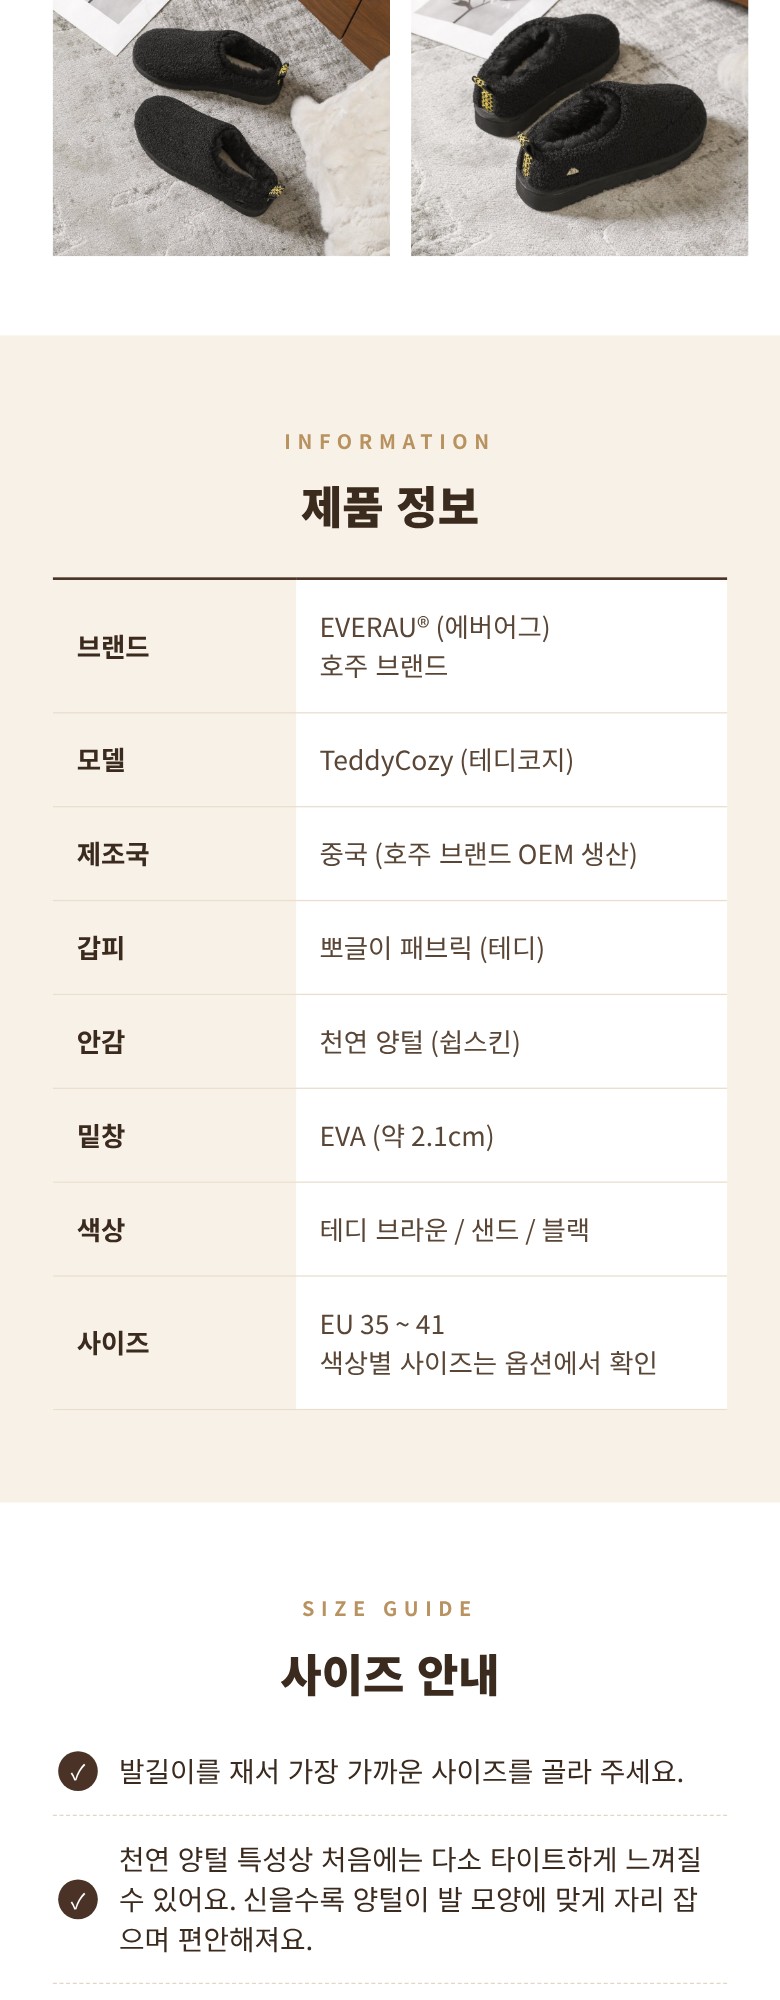 INFORMATION
제품 정보
브랜드
EVERAU® (에버어그)
호주 브랜드
모델
TeddyCozy (테디코지)
제조국
중국 (호주 브랜드 OEM 생산)
갑피
뽀글이 패브릭 (테디)
안감
천연 양털 (쉽스킨)
밑창
EVA (약 2.1cm)
색상
테디 브라운 / 샌드 / 블랙
사이즈
EU 35 ~ 41
색상별 사이즈는 옵션에서 확인
SIZE GUIDE
사이즈 안내
발길이를 재서 가장 가까운 사이즈를 골라 주세요.
천연 양털 특성상 처음에는 다소 타이트하게 느껴질
수 있어요. 신을수록 양털이 발 모양에 맞게 자리 잡
으며 편안해져요.